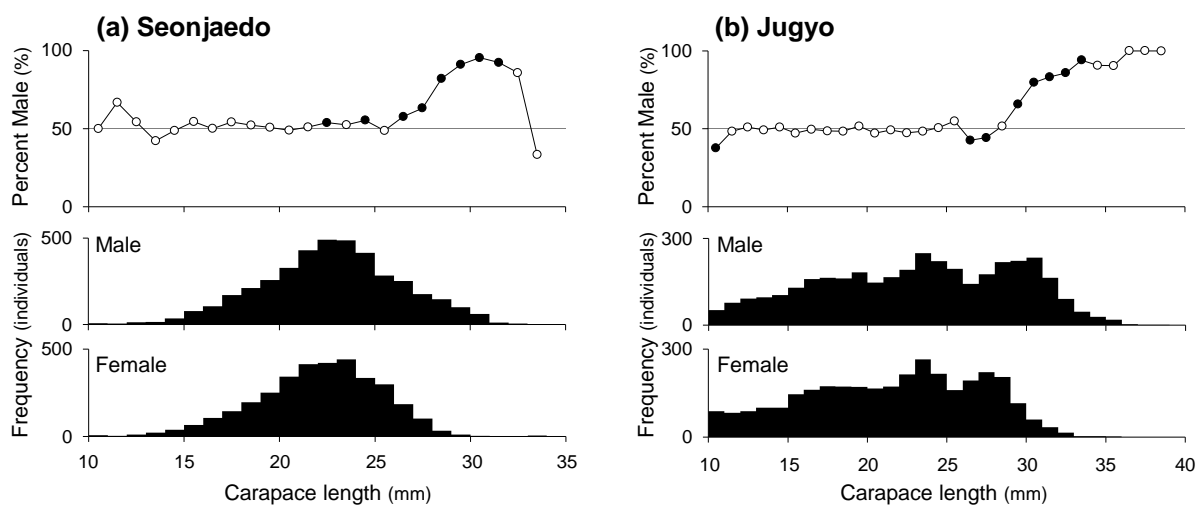 (a) Seonjaedo
(b) Jugyo
Percent Male (%)
100
50
0
Percent Male (%)
100
50
0
Frequency (individuals)
500
Male
0
500
Female
0
10 15 20 25 30 35
Carapace length (mm)
Frequency (individuals)
300
Male
0
300
Female
0
10 15 20 25 30 35 40
Carapace length (mm)